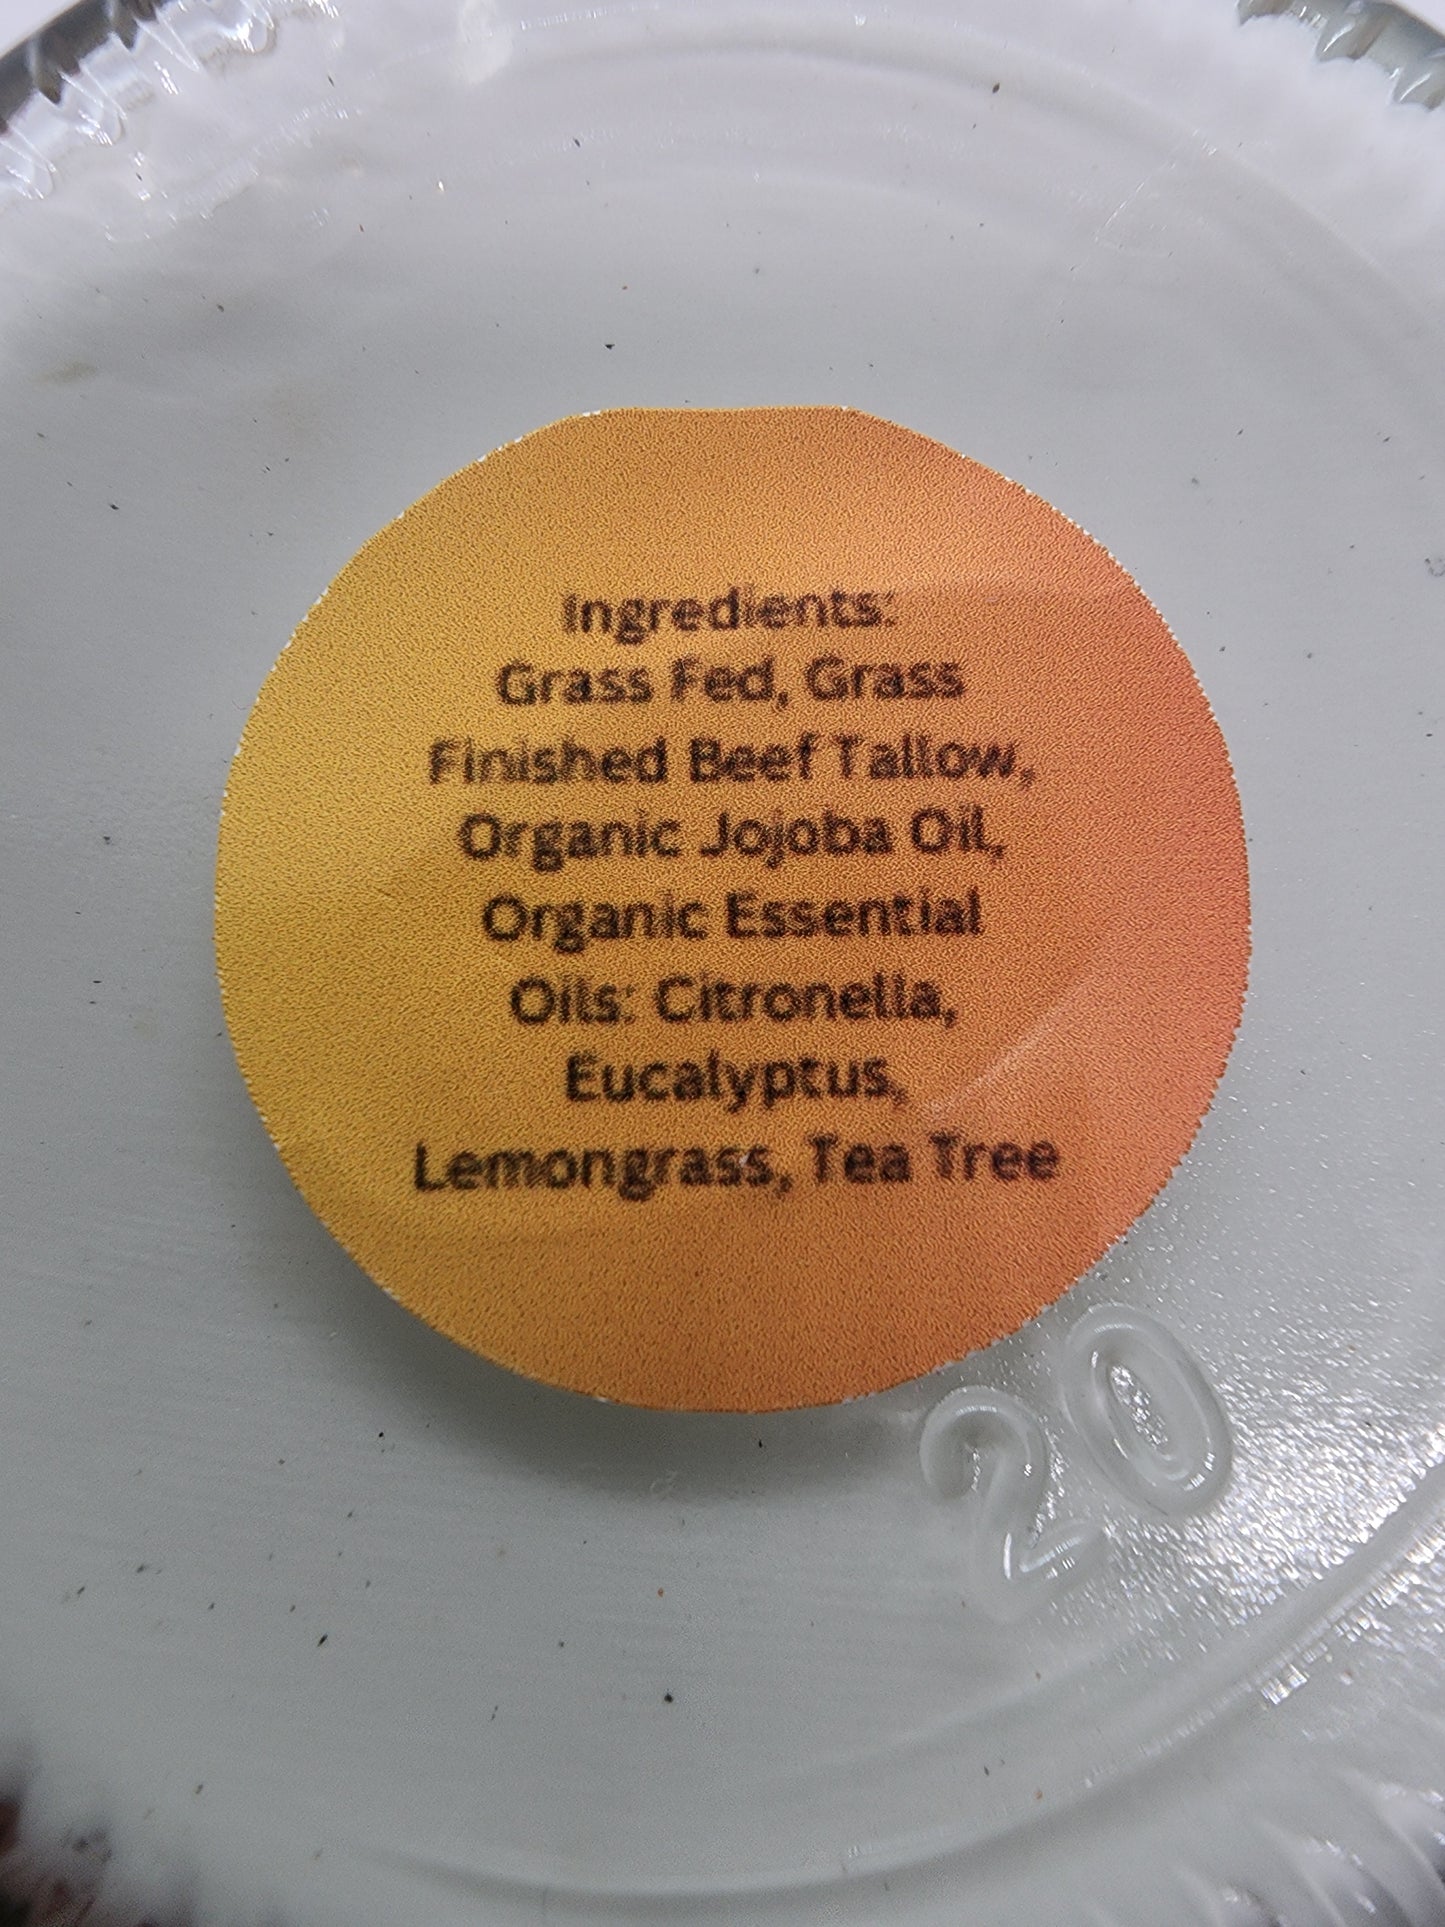 Ingredients:
Grass Fed, Grass
Finished Beef Tallow,
Organic Jojoba Oil,
Organic Essential
Oils: Citronella,
Eucalyptus,
Lemongrass, Tea Tree
20